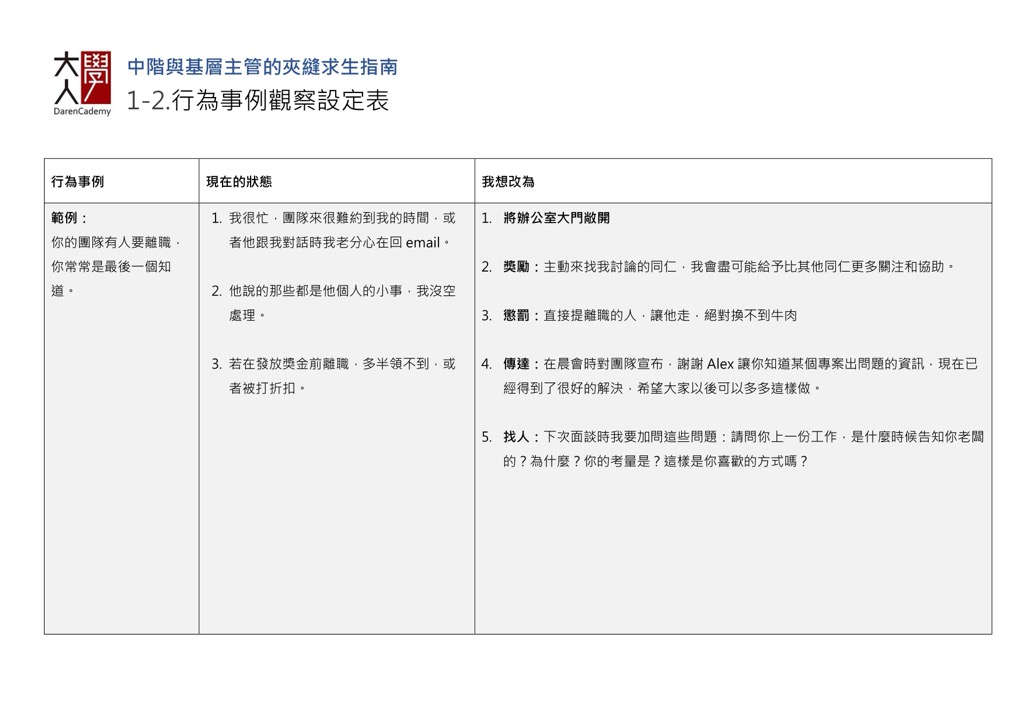 大學人
DarenCademy
中階與基層主管的夾縫求生指南
1-2.行為事例觀察設定表
行為事例
現在的狀態
我想改為
範例：
你的團隊有人要離職，
你常常是最後一個知
道。
1. 我很忙，團隊來很難約到我的時間，或
者他跟我對話時我老分心在回 email。
2. 他說的那些都是他個人的小事，我沒空
處理。
3. 若在發放獎金前離職，多半領不到，或
者被打折扣。
1. 將辦公室大門敞開
2. 獎勵：主動來找我討論的同仁，我會盡可能給予比其他同仁更多關注和協助。
3. 懲罰：直接提離職的人，讓他走，絕對換不到牛肉
4. 傳達：在晨會時對團隊宣布，謝謝 Alex 讓你知道某個專案出問題的資訊，現在已
經得到了很好的解決，希望大家以後可以多多這樣做。
5. 找人：下次面談時我要加問這些問題：請問你上一份工作，是什麼時候告知你老闆
的？為什麼？你的考量是？這樣是你喜歡的方式嗎？